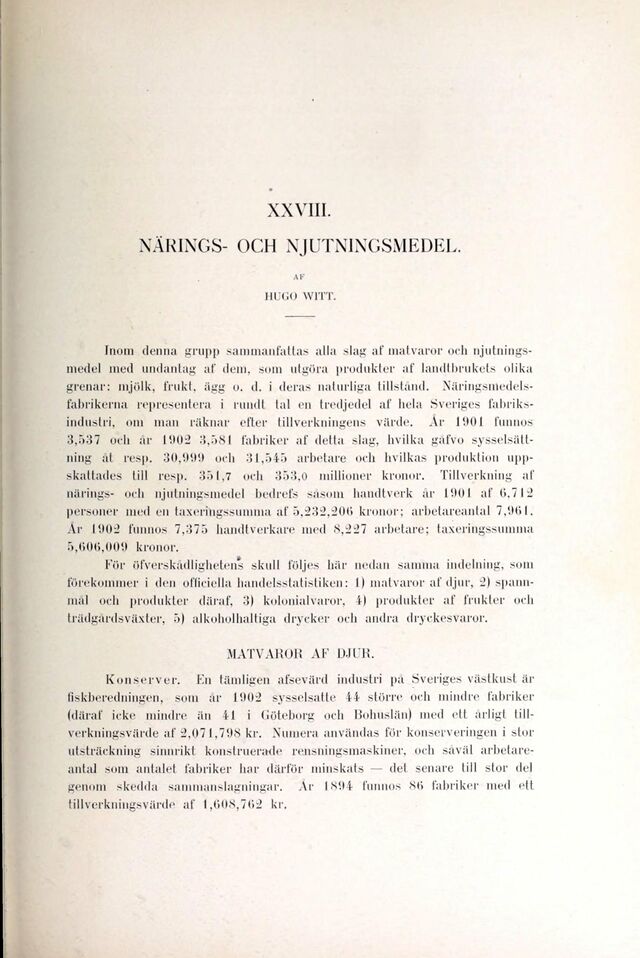 XXVIII.
NÄRINGS- OCH NJUTNINGSMEDEL.
AF
HUGO WITT.
Inom denna grupp sammanfattas alla slag af matvaror och njutnings-
medel med undantag af dem, som utgöra produkter af landtbrukets olika
grenar: mjölk, frukt, ägg o. d. i deras naturliga tillstånd. Näringsmedels-
fabrikerna representera i rundt tal en tredjedel af hela Sveriges fabriks-
industri, om man räknar efter tillverkningens värde. År 1901 funnos
3,537 och år 1902 3,581 fabriker af detta slag, hvilka gåfvo sysselsätt-
ning åt resp. 30,999 och 31,545 arbetare och hvilkas produktion upp-
skattades till resp. 351,7 och 353,0 millioner kronor. Tillverkning af
närings- och njutningsmedel bedrefs såsom handtverk år 1901 af 6,712
personer med en taxeringssumma af 5,232,206 kronor; arbetareantal 7,961.
År 1902 funnos 7,375 handtverkare med 8,227 arbetare; taxeringssumma
5,606,009 kronor.
För öfverskådlighetens skull följes här nedan samma indelning, som
förekommer i den officiella handelsstatistiken: 1) matvaror af djur, 2) spann-
mål och produkter däraf, 3) kolonialvaror, 4) produkter af frukter och
trädgårdsväxter, 5) alkoholhaltiga drycker och andra dryckesvaror.
MATVAROR AF DJUR.
Konserver. En tämligen afsevärd industri på Sveriges västkust är
fiskberedningen, som år 1902 sysselsatte 44 större och mindre fabriker
(däraf icke mindre än 41 i Göteborg och Bohuslän) med ett årligt till-
verkningsvärde af 2,071,798 kr. Numera användas för konserveringen i stor
utsträckning sinnrikt konstruerade rensningsmaskiner, och såväl arbetare-
antal som antalet fabriker har därför minskats — det senare till stor del
genom skedda sammanslagningar. År 1894 funnos 86 fabriker med ett
tillverkningsvärde af 1,608,762 kr.